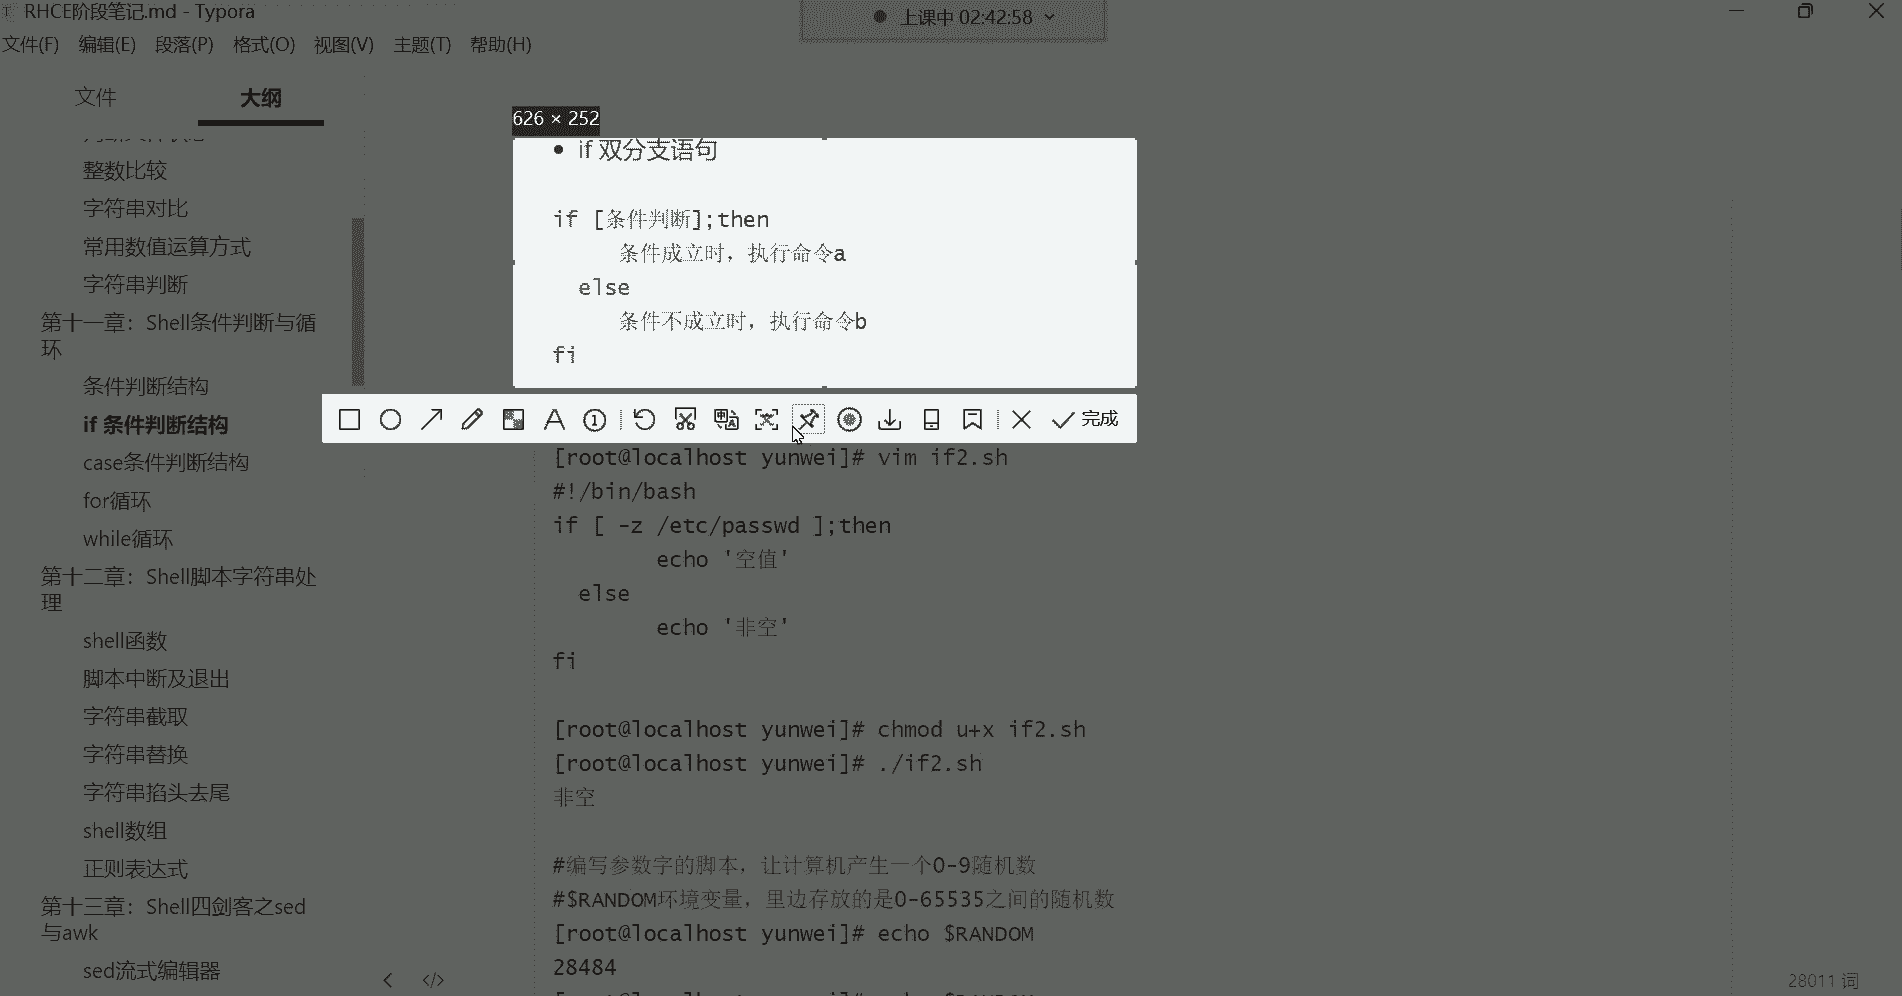 RHCE阶段笔记.md - Typora
上课中 02:42:58
文件(F) 编辑(E) 段落(P) 格式(O) 视图(V) 主题(T) 帮助(H)
文件 大纲
整数比较
字符串对比
常用数值运算方式
字符串判断
第十一章：Shell条件判断与循
环
条件判断结构
if 条件判断结构
case条件判断结构
for循环
while循环
第十二章：Shell脚本字符串处
理
shell函数
脚本中断及退出
字符串截取
字符串替换
字符串掐头去尾
shell数组
正则表达式
第十三章：Shell四剑客之sed
与awk
sed流式编辑器
626 × 252
• if 双分支语句
if [条件判断];then
条件成立时，执行命令a
else
条件不成立时，执行命令b
fi
完成
[root@localhost yunwei]# vim if2.sh
#!/bin/bash
if [ -z /etc/passwd ];then
echo '空值'
else
echo '非空'
fi
[root@localhost yunwei]# chmod u+x if2.sh
[root@localhost yunwei]# ./if2.sh
非空
#编写参数字的脚本，让计算机产生一个0-9随机数
#$RANDOM环境变量，里边存放的是0-65535之间的随机数
[root@localhost yunwei]# echo $RANDOM
28484
28011 词